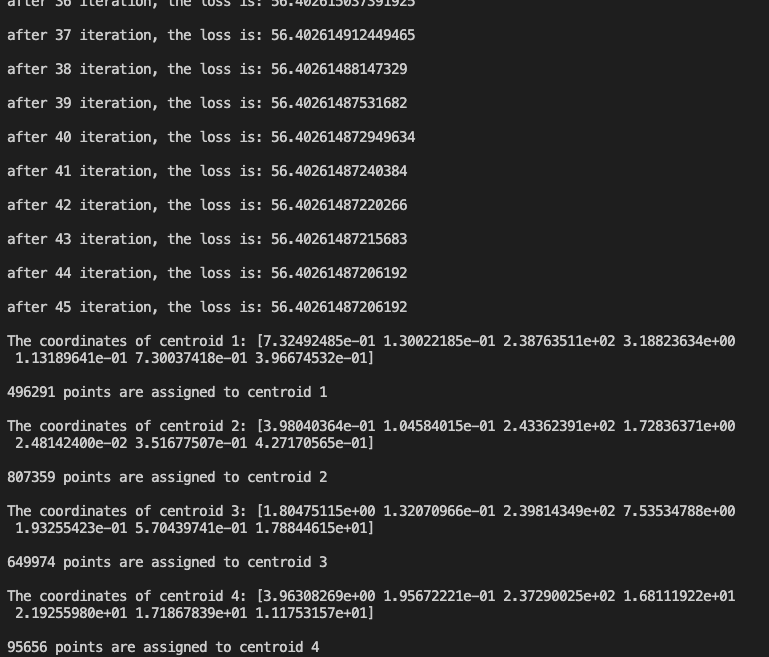 after 36 iteration, the loss is: 56.402615037391925
after 37 iteration, the loss is: 56.402614912449465
after 38 iteration, the loss is: 56.40261488147329
after 39 iteration, the loss is: 56.40261487531682
after 40 iteration, the loss is: 56.402614872949634
after 41 iteration, the loss is: 56.40261487240384
after 42 iteration, the loss is: 56.40261487220266
after 43 iteration, the loss is: 56.40261487215683
after 44 iteration, the loss is: 56.40261487206192
after 45 iteration, the loss is: 56.40261487206192
The coordinates of centroid 1: [7.32492485e-01 1.30022185e-01 2.38763511e+02 3.18823634e+00
1.13189641e-01 7.30037418e-01 3.96674532e-01]
496291 points are assigned to centroid 1
The coordinates of centroid 2: [3.98040364e-01 1.04584015e-01 2.43362391e+02 1.72836371e+00
2.48142400e-02 3.51677507e-01 4.27170565e-01]
807359 points are assigned to centroid 2
The coordinates of centroid 3: [1.80475115e+00 1.32070966e-01 2.39814349e+02 7.53534788e+00
1.93255423e-01 5.70439741e-01 1.78844615e+01]
649974 points are assigned to centroid 3
The coordinates of centroid 4: [3.96308269e+00 1.95672221e-01 2.37290025e+02 1.68111922e+01
2.19255980e+01 1.71867839e+01 1.11753157e+01]
95656 points are assigned to centroid 4